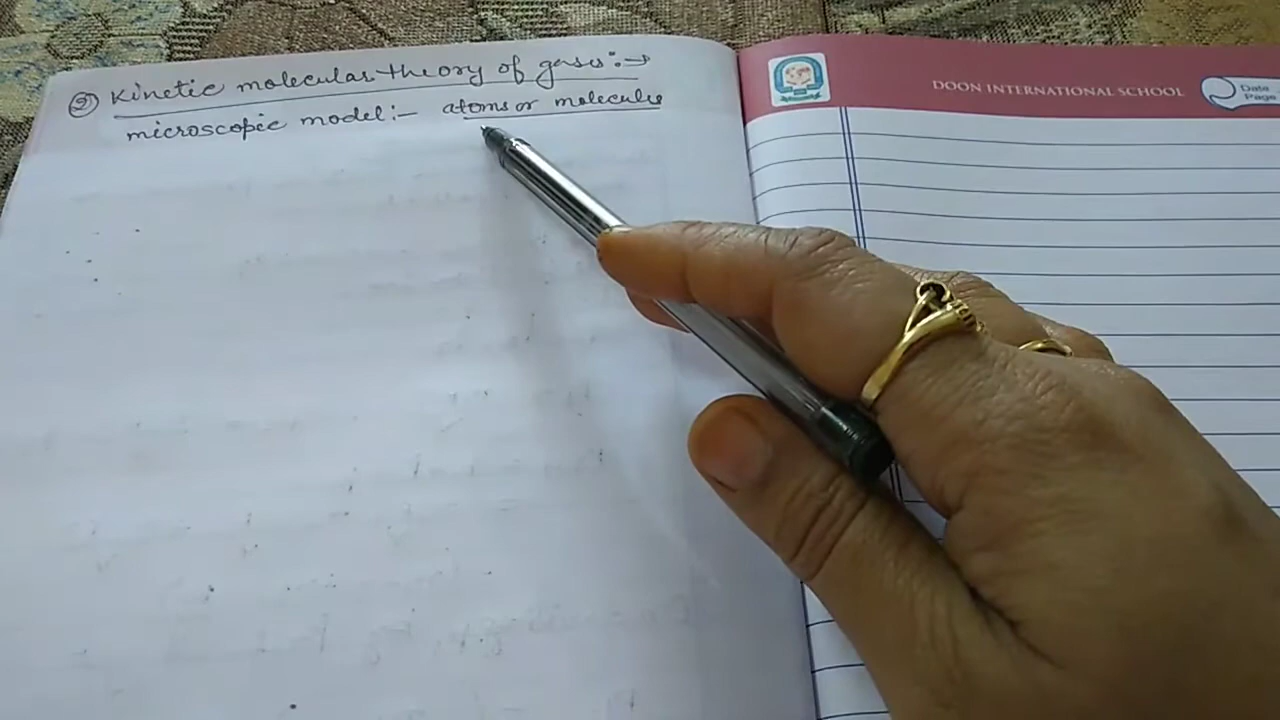 ② Kinetic molecular theory of gases:→
microscopic model:- atoms or molecules
DOON INTERNATIONAL SCHOOL
Date
Page